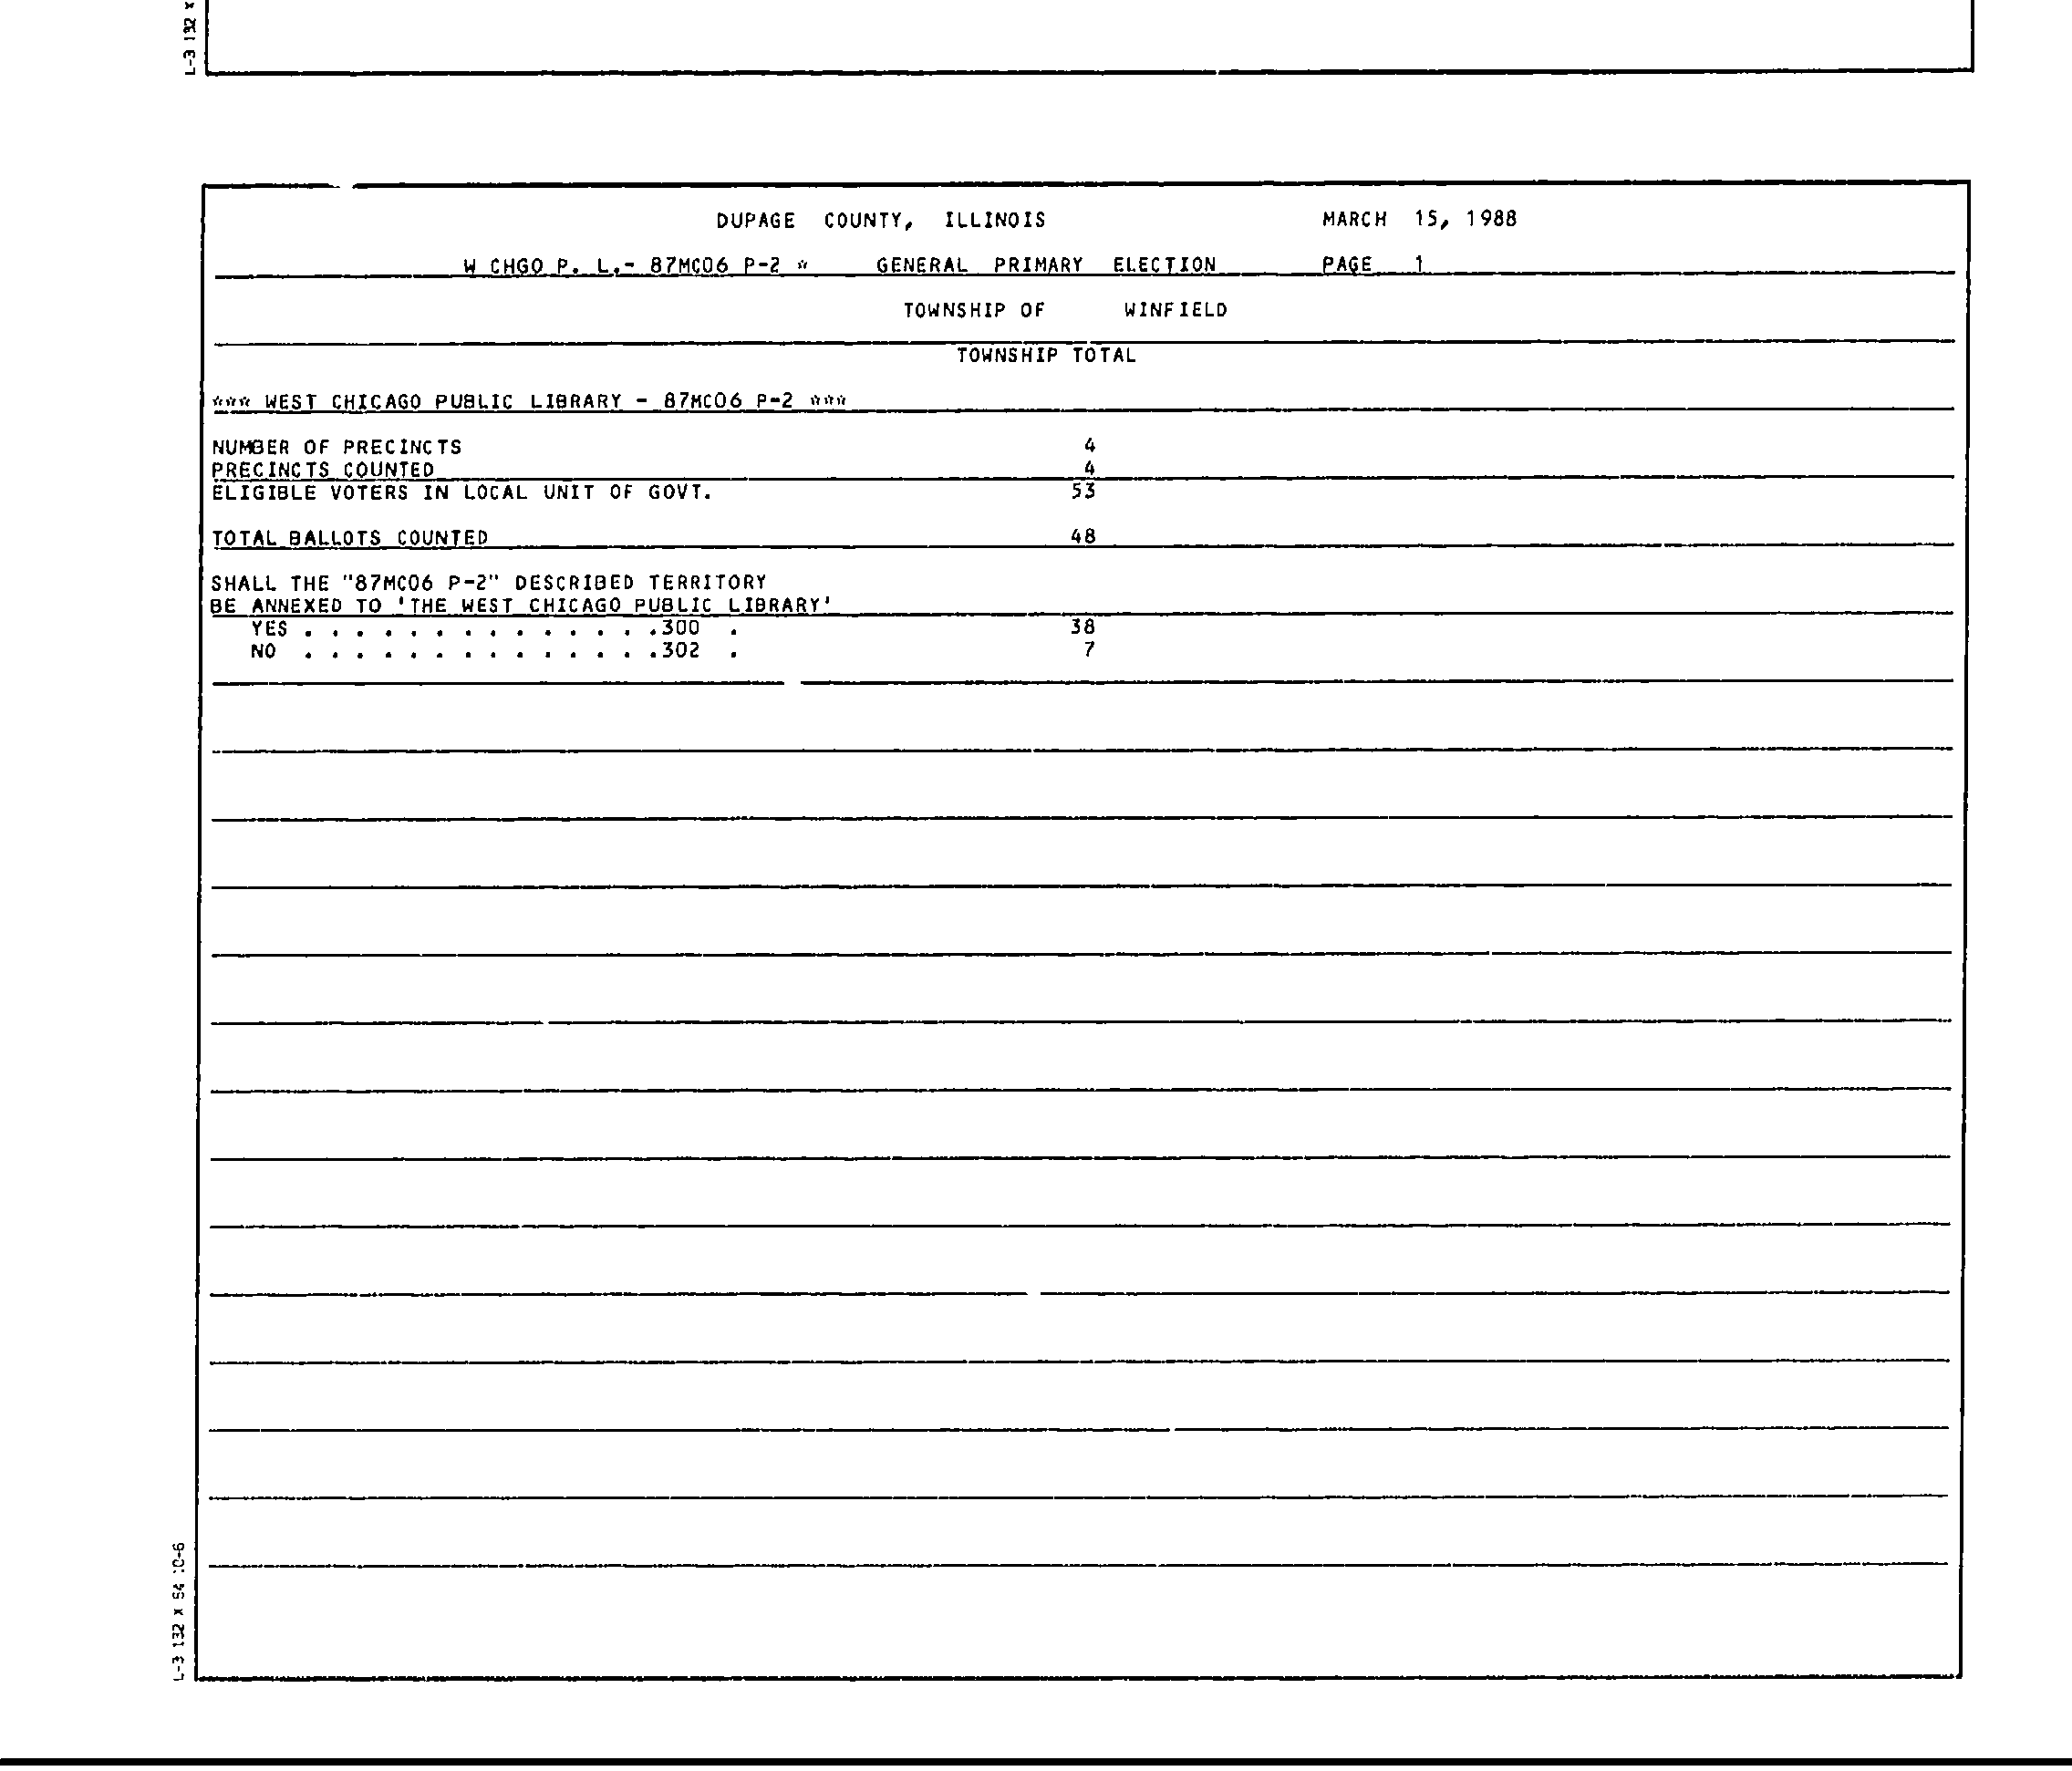 L-3 132 x
DUPAGE COUNTY, ILLINOIS MARCH 15, 1988
W CHGO P. L.- 87MC06 P-2 * GENERAL PRIMARY ELECTION PAGE 1
TOWNSHIP OF WINFIELD
TOWNSHIP TOTAL
*** WEST CHICAGO PUBLIC LIBRARY - 87MC06 P-2 ***
NUMBER OF PRECINCTS 4
PRECINCTS COUNTED 4
ELIGIBLE VOTERS IN LOCAL UNIT OF GOVT. 53
TOTAL BALLOTS COUNTED 48
SHALL THE "87MC06 P-2" DESCRIBED TERRITORY
BE ANNEXED TO 'THE WEST CHICAGO PUBLIC LIBRARY'
YES . . . . . . . . . . . . . .300 . 38
NO . . . . . . . . . . . . . .302 . 7
L-3 132 x 64 10-6